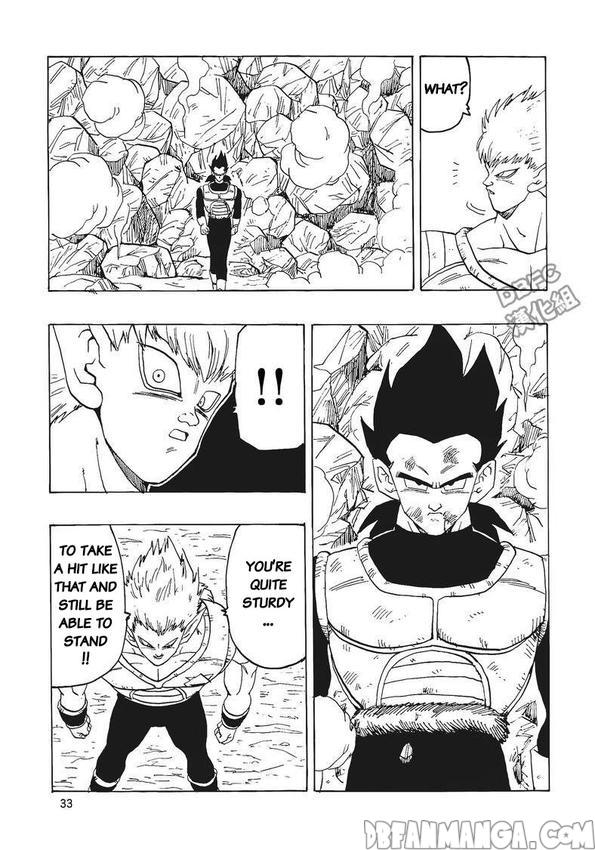 WHAT?
漢化組
!!
YOU'RE
QUITE
STURDY
...
TO TAKE
A HIT LIKE
THAT AND
STILL BE
ABLE TO
STAND
!!
33
DBFANMANGA.COM